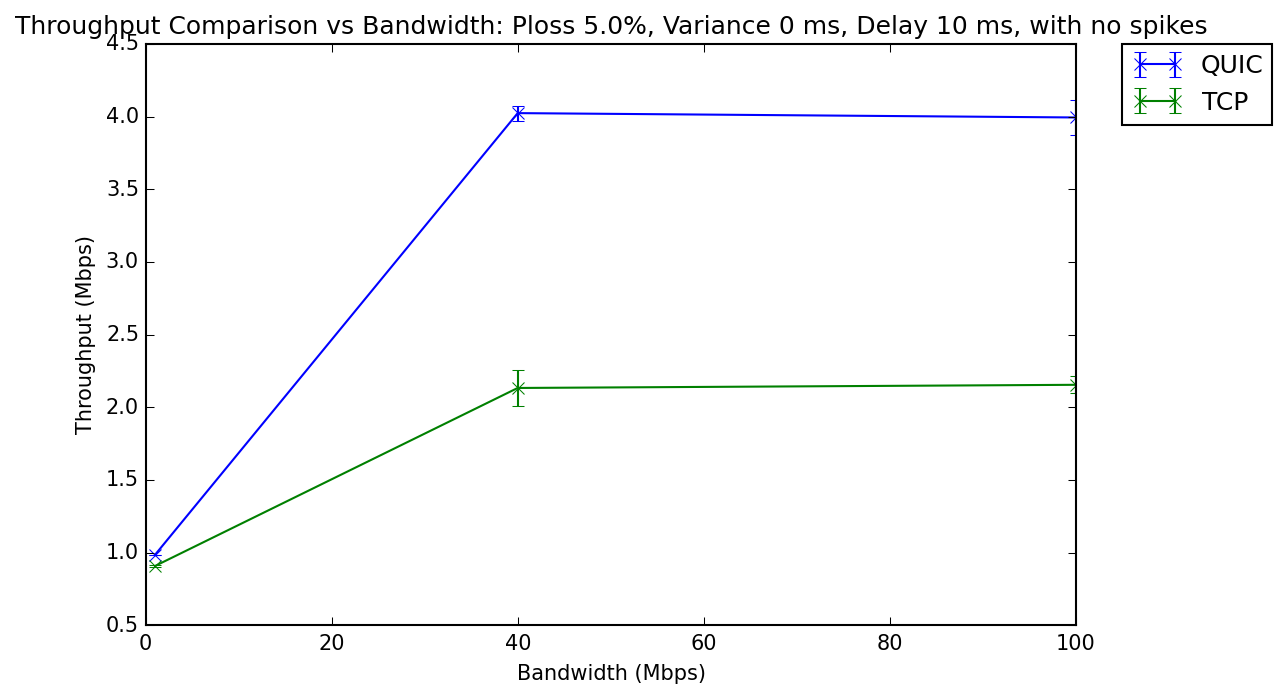 Throughput Comparison vs Bandwidth: Ploss 5.0%, Variance 0 ms, Delay 10 ms, with no spikes
QUIC
TCP
4.5
4.0
3.5
3.0
2.5
2.0
1.5
1.0
0.5
Throughput (Mbps)
0 20 40 60 80 100
Bandwidth (Mbps)